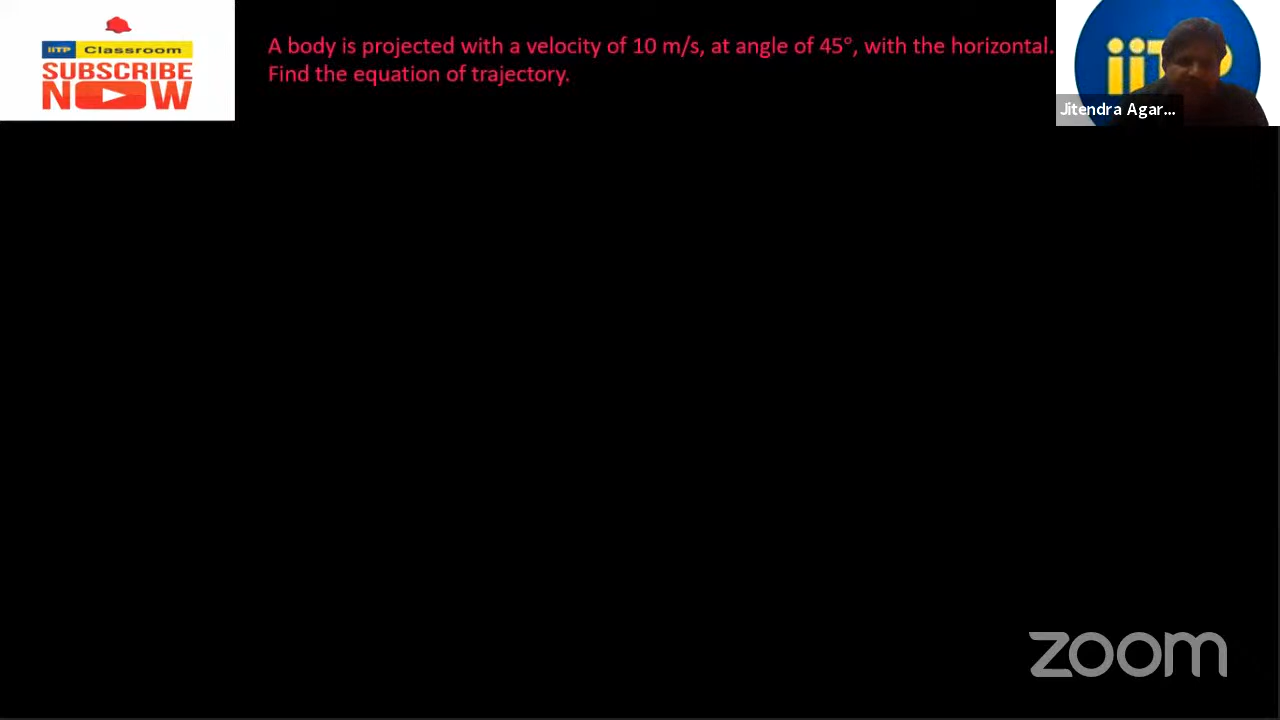 IITP Classroom
SUBSCRIBE
NOW
A body is projected with a velocity of 10 m/s, at angle of 45°, with the horizontal.
Find the equation of trajectory.
iiTP
Jitendra Agar...
zoom